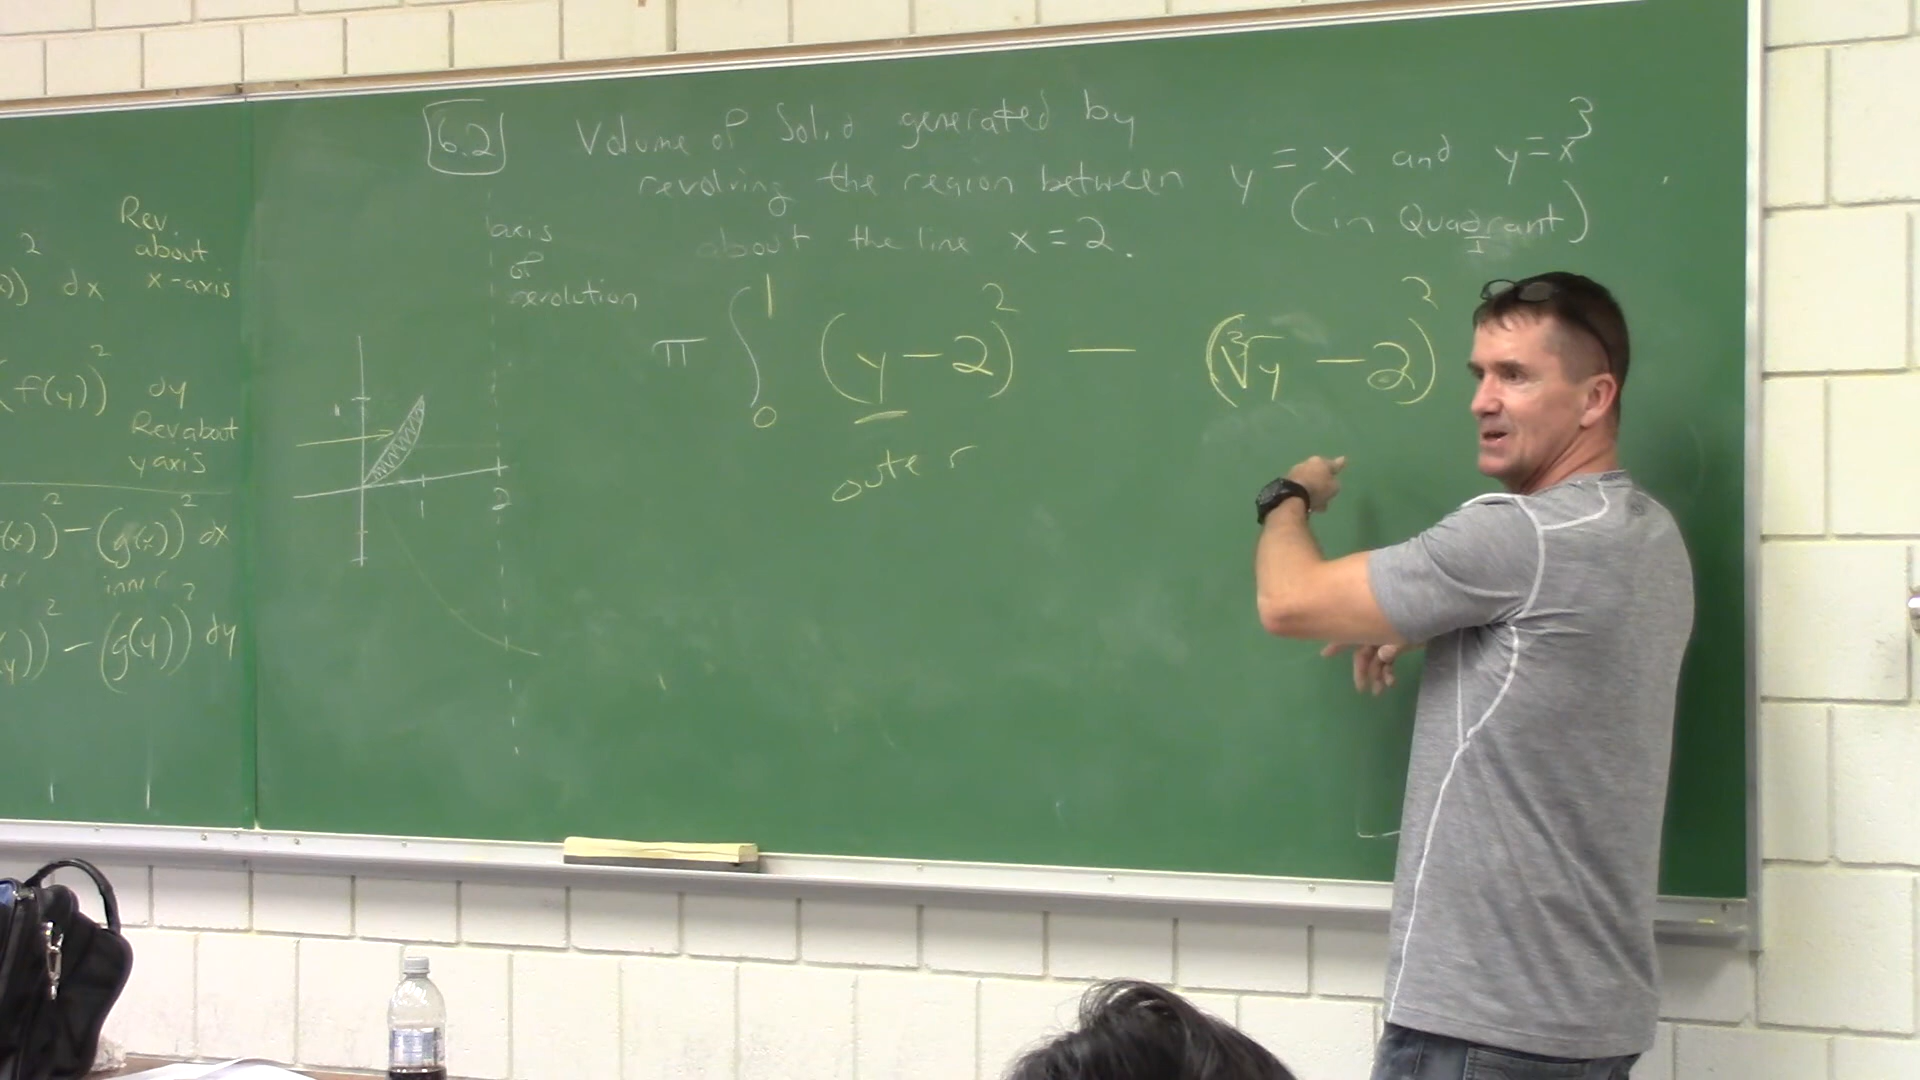 6.2 Volume of Solid generated by
revolving the region between y = x and y = x³
(in Quadrant I)
about the line x = 2.
axis
of
revolution
π ∫₀¹ (y - 2)² - (∛y - 2)²
outer
1
1
2
Rev.
about
x-axis
2
)) dx
(f(y))² dy
Rev about
y axis
(x))² - (g(x))² dx
inner
y))² - (g(y))² dy